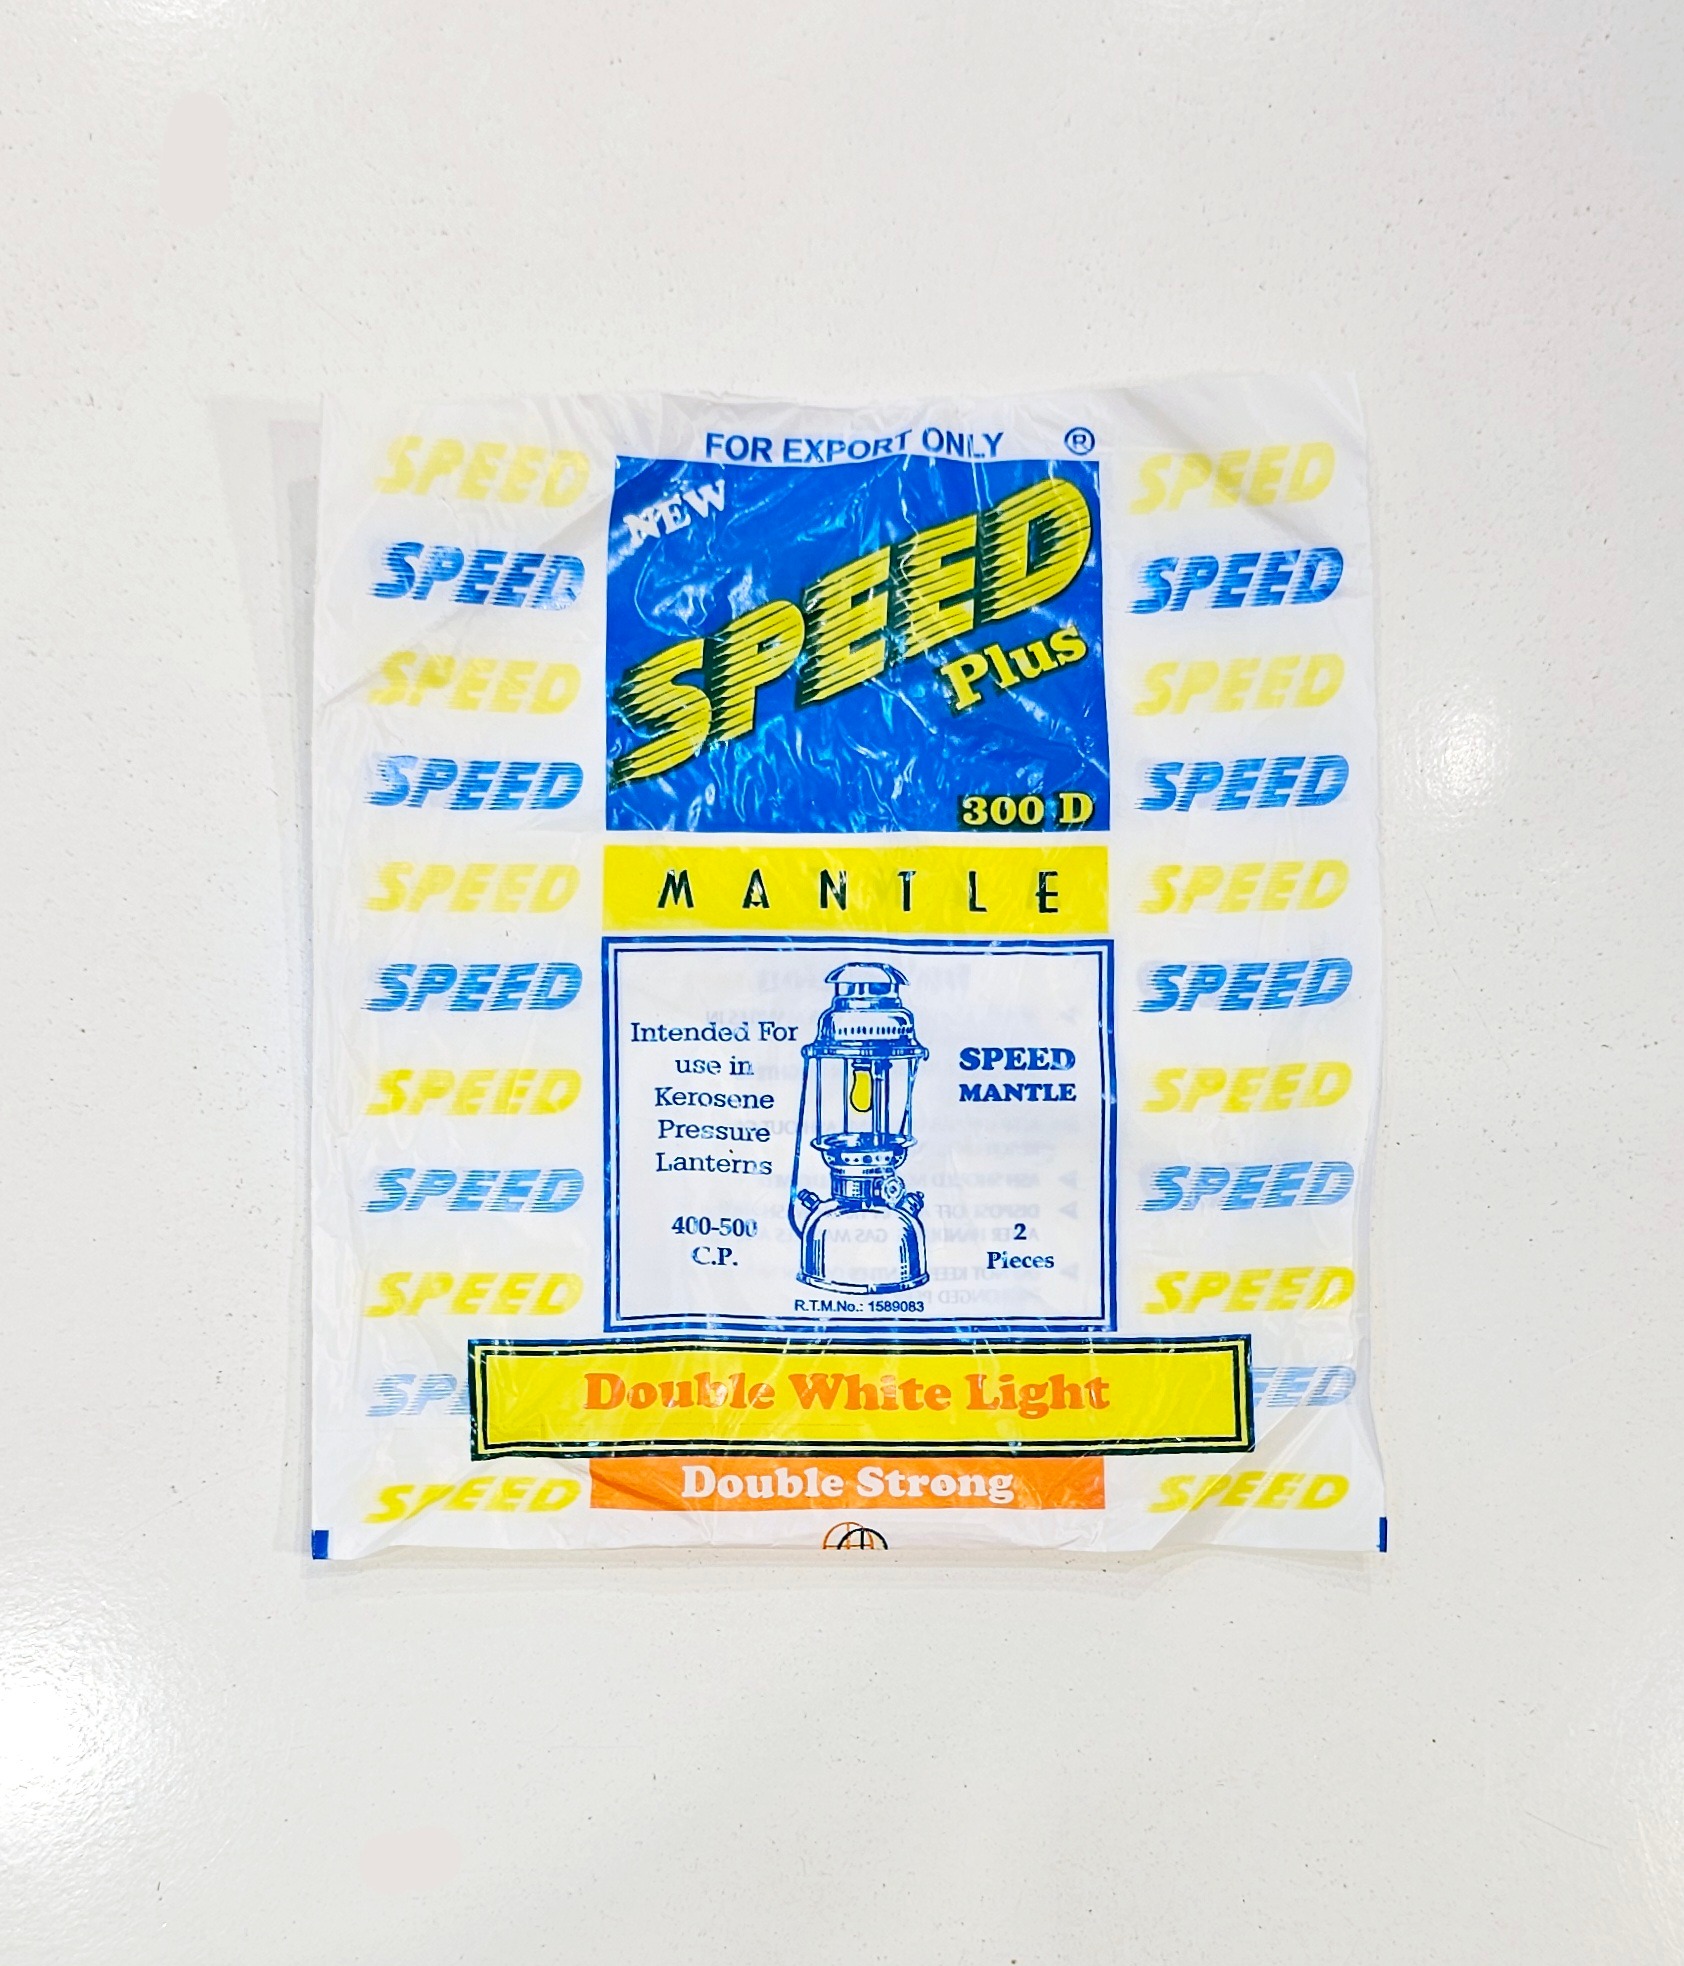 FOR EXPORT ONLY ®
NEW
SPEED
Plus
300 D
MANTLE
Intended For
use in
Kerosene
Pressure
Lanterns
400-500
C.P.
SPEED
MANTLE
2
Pieces
R.T.M.No.: 1589083
Double White Light
Double Strong
SPEED SPEED
SPEED SPEED
SPEED SPEED
SPEED SPEED
SPEED SPEED
SPEED SPEED
SPEED SPEED
SPEED SPEED
SPEED SPEED
SPEED SPEED